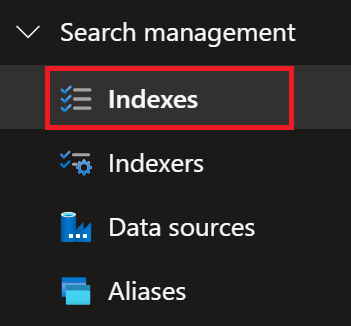 Search management
Indexes
Indexers
Data sources
Aliases